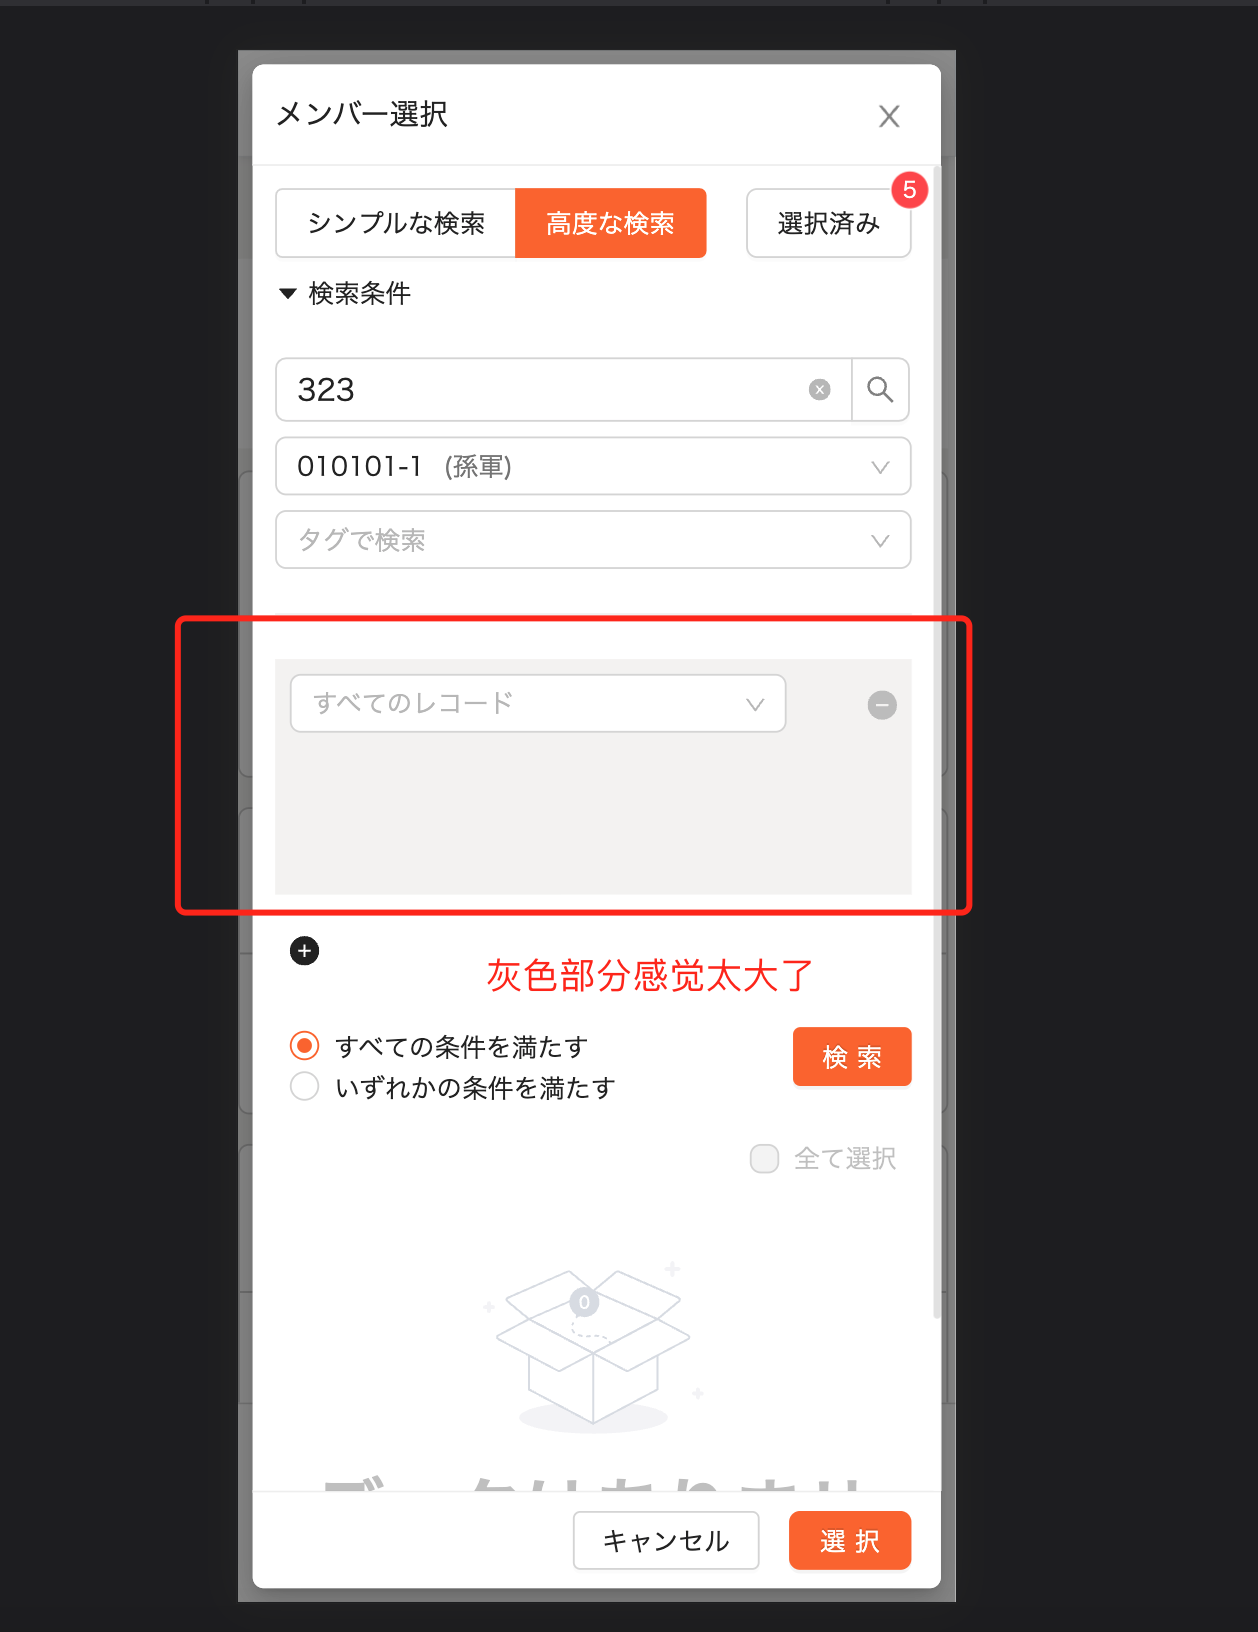 メンバー選択
シンプルな検索
高度な検索
選択済み
5
検索条件
323
010101-1 (孫軍)
タグで検索
すべてのレコード
灰色部分感觉太大了
すべての条件を満たす
いずれかの条件を満たす
検 索
全て選択
0
キャンセル
選 択